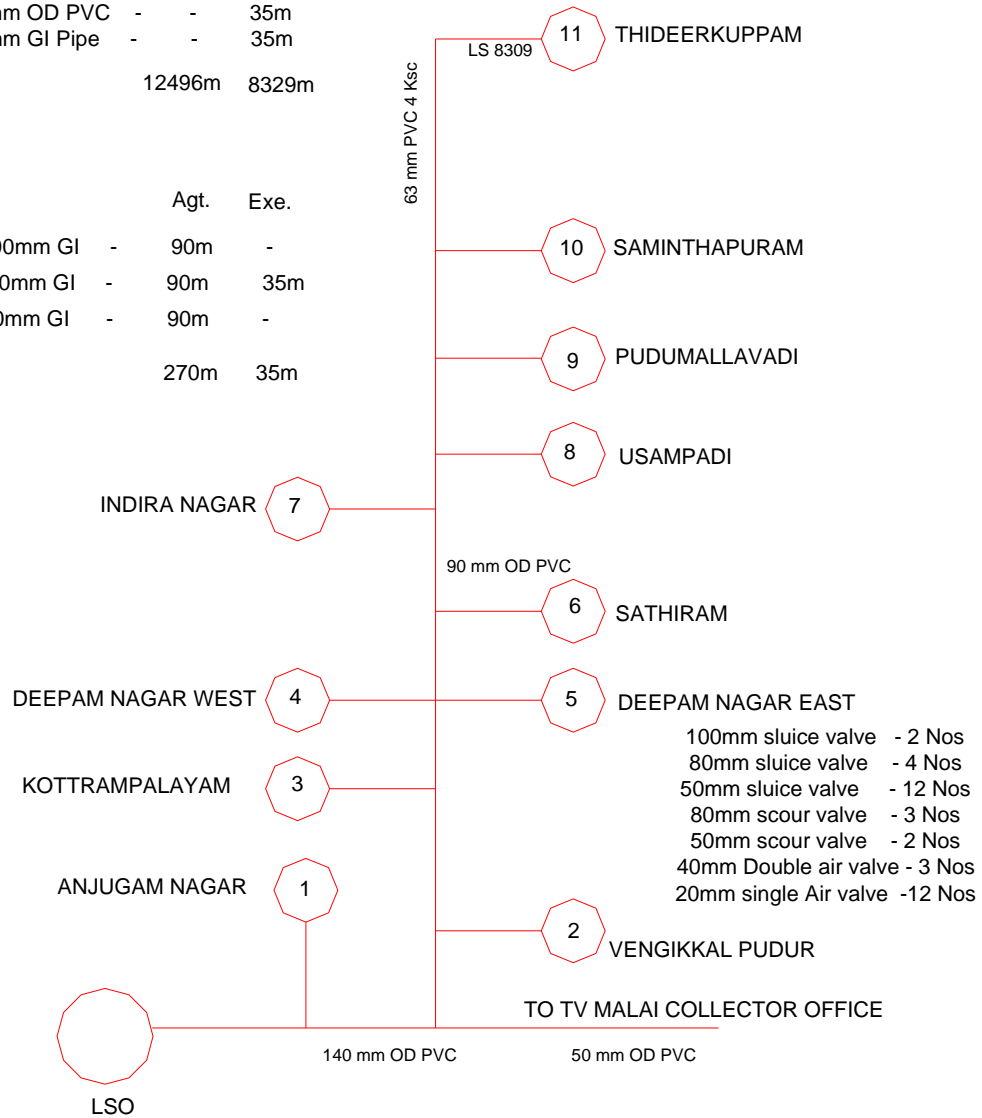 mm OD PVC - - 35m
mm GI Pipe - - 35m
12496m 8329m
Agt. Exe.
00mm GI - 90m -
0mm GI - 90m 35m
0mm GI - 90m -
270m 35m
63 mm PVC 4 Ksc
LS 8309
11 THIDEERKUPPAM
10 SAMINTHAPURAM
9 PUDUMALLAVADI
8 USAMPADI
INDIRA NAGAR 7
90 mm OD PVC
6 SATHIRAM
DEEPAM NAGAR WEST 4
5 DEEPAM NAGAR EAST
100mm sluice valve - 2 Nos
80mm sluice valve - 4 Nos
50mm sluice valve - 12 Nos
80mm scour valve - 3 Nos
50mm scour valve - 2 Nos
40mm Double air valve - 3 Nos
20mm single Air valve -12 Nos
KOTTRAMPALAYAM 3
ANJUGAM NAGAR 1
2 VENGIKKAL PUDUR
TO TV MALAI COLLECTOR OFFICE
140 mm OD PVC 50 mm OD PVC
LSO